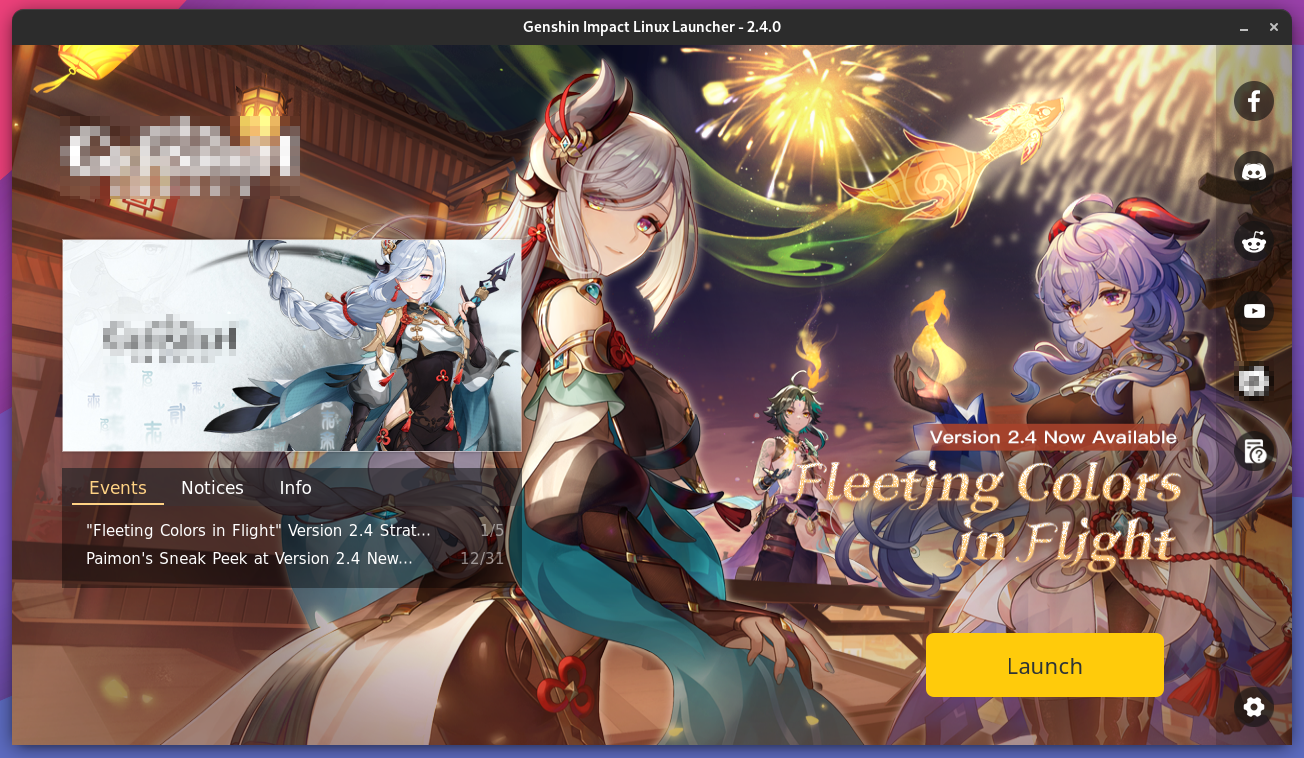 Genshin Impact Linux Launcher - 2.4.0
Events Notices Info
"Fleeting Colors in Flight" Version 2.4 Strat... 1/5
Paimon's Sneak Peek at Version 2.4 New... 12/31
Version 2.4 Now Available
Fleeting Colors
in Flight
Launch